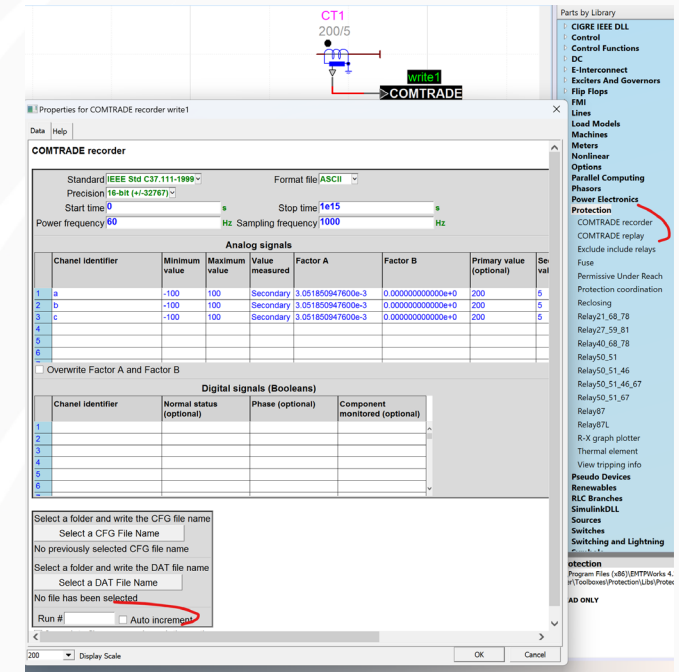 CT1
200/5
write1
COMTRADE
Properties for COMTRADE recorder write1
Data
Help
COMTRADE recorder
Standard IEEE Std C37.111-1999
Format file ASCII
Precision 16-bit (+/-32767)
Start time 0 s
Stop time 1e15 s
Power frequency 60 Hz
Sampling frequency 1000 Hz
Analog signals
Chanel identifier Minimum value Maximum value Value measured Factor A Factor B Primary value (optional)
1 a -100 100 Secondary 3.051850947600e-3 0.000000000000e+0 200 5
2 b -100 100 Secondary 3.051850947600e-3 0.000000000000e+0 200 5
3 c -100 100 Secondary 3.051850947600e-3 0.000000000000e+0 200 5
4
5
6
Overwrite Factor A and Factor B
Digital signals (Booleans)
Chanel identifier Normal status (optional) Phase (optional) Component monitored (optional)
1
2
3
4
5
6
Select a folder and write the CFG file name
Select a CFG File Name
No previously selected CFG file name
Select a folder and write the DAT file name
Select a DAT File Name
No file has been selected
Run # Auto increment
200 Display Scale
OK Cancel
Parts by Library
CIGRE IEEE DLL
Control
Control Functions
DC
E-Interconnect
Exciters And Governors
Flip Flops
FMI
Lines
Load Models
Machines
Meters
Nonlinear
Options
Parallel Computing
Phasors
Power Electronics
Protection
COMTRADE recorder
COMTRADE replay
Exclude include relays
Fuse
Permissive Under Reach
Protection coordination
Reclosing
Relay21_68_78
Relay27_59_81
Relay40_68_78
Relay50_51
Relay50_51_46
Relay50_51_46_67
Relay50_51_67
Relay87
Relay87L
R-X graph plotter
Thermal element
View tripping info
Pseudo Devices
Renewables
RLC Branches
SimulinkDLL
Sources
Switches
Switching and Lightning
otection
Program Files (x86)\EMTPWorks 4.
er\Toolboxes\Protection\Libs\Protec
AD ONLY